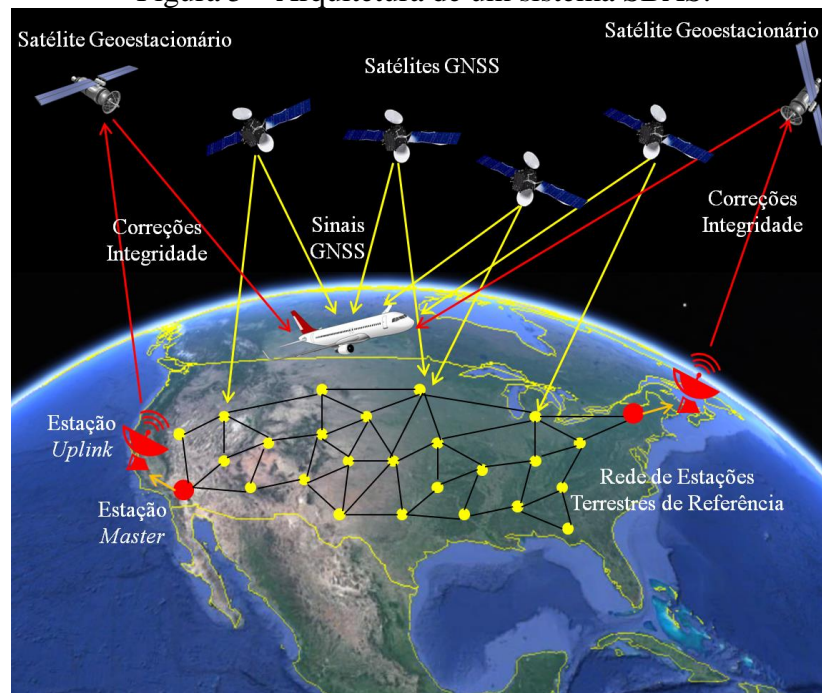 Satélite Geoestacionário
Satélite Geoestacionário
Satélites GNSS
Correções
Integridade
Sinais
GNSS
Correções
Integridade
Estação
Uplink
Estação
Master
Rede de Estações
Terrestres de Referência